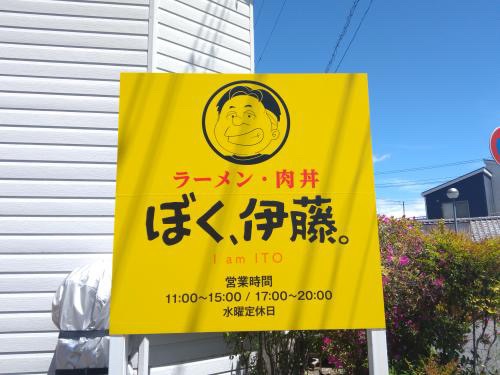 ラーメン・肉丼
ぼく、伊藤。
I am ITO
営業時間
11:00〜15:00 / 17:00〜20:00
水曜定休日